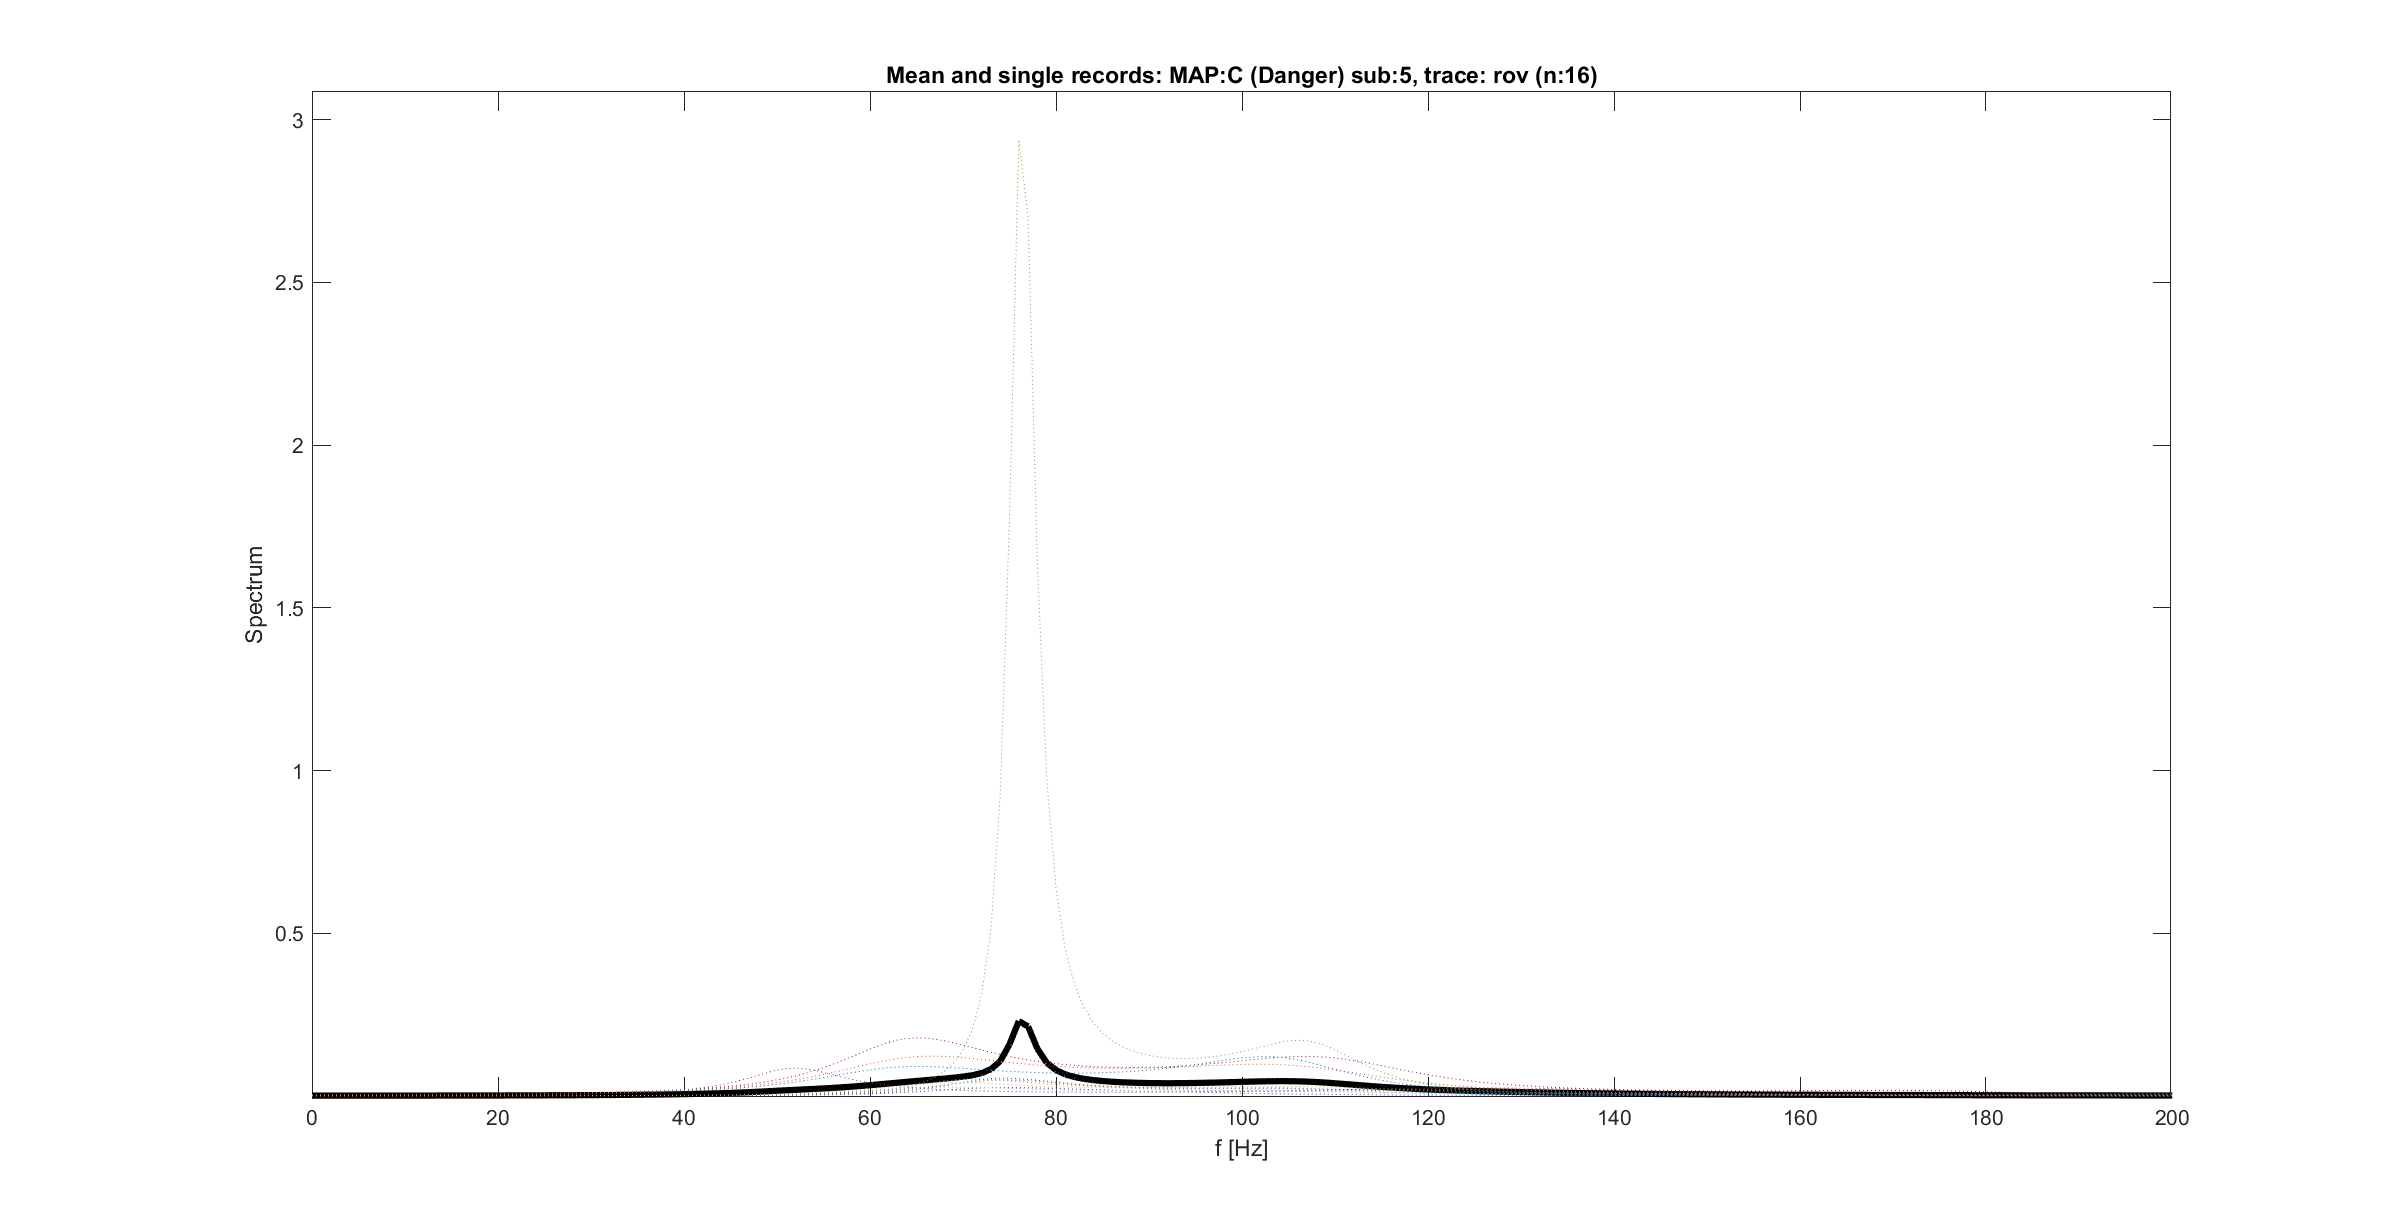 Mean and single records: MAP:C (Danger) sub:5, trace: rov (n:16)
3
2.5
2
1.5
1
0.5
Spectrum
0 20 40 60 80 100 120 140 160 180 200
f [Hz]